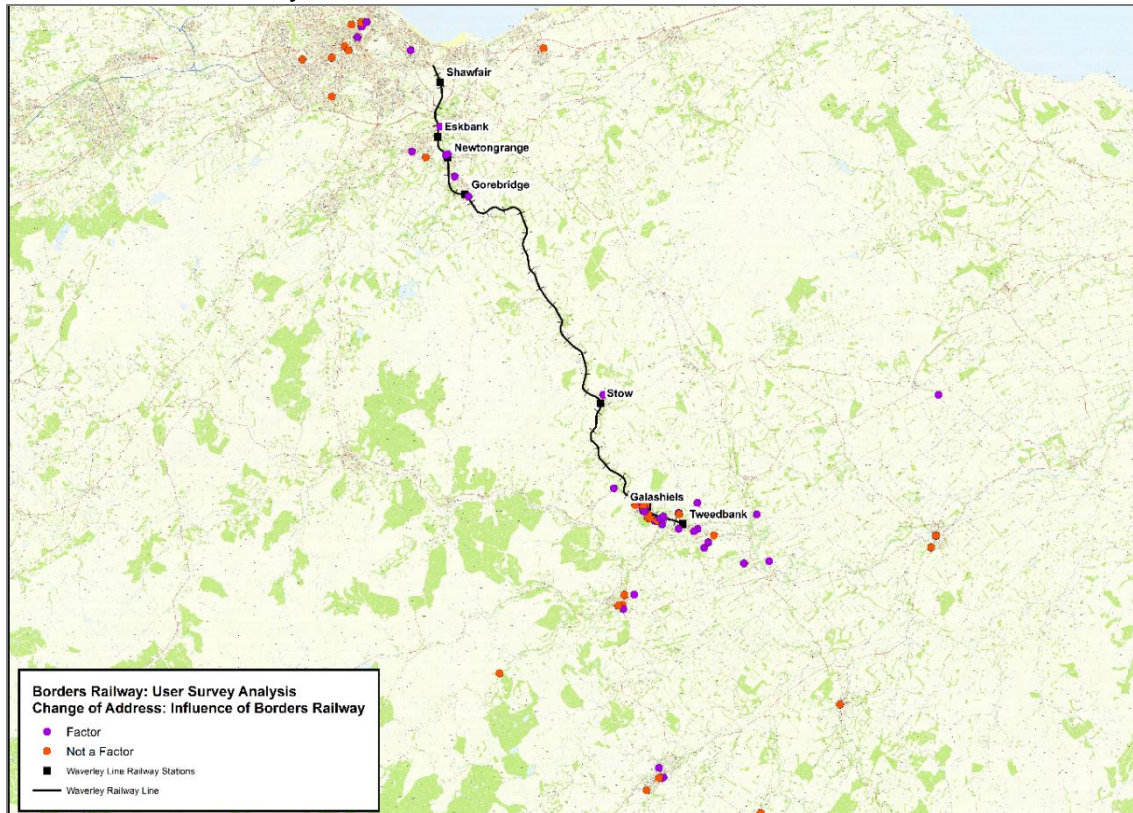 Shawfair
Eskbank
Newtongrange
Gorebridge
Stow
Galashiels
Tweedbank
Borders Railway: User Survey Analysis
Change of Address: Influence of Borders Railway
Factor
Not a Factor
Waverley Line Railway Stations
Waverley Railway Line